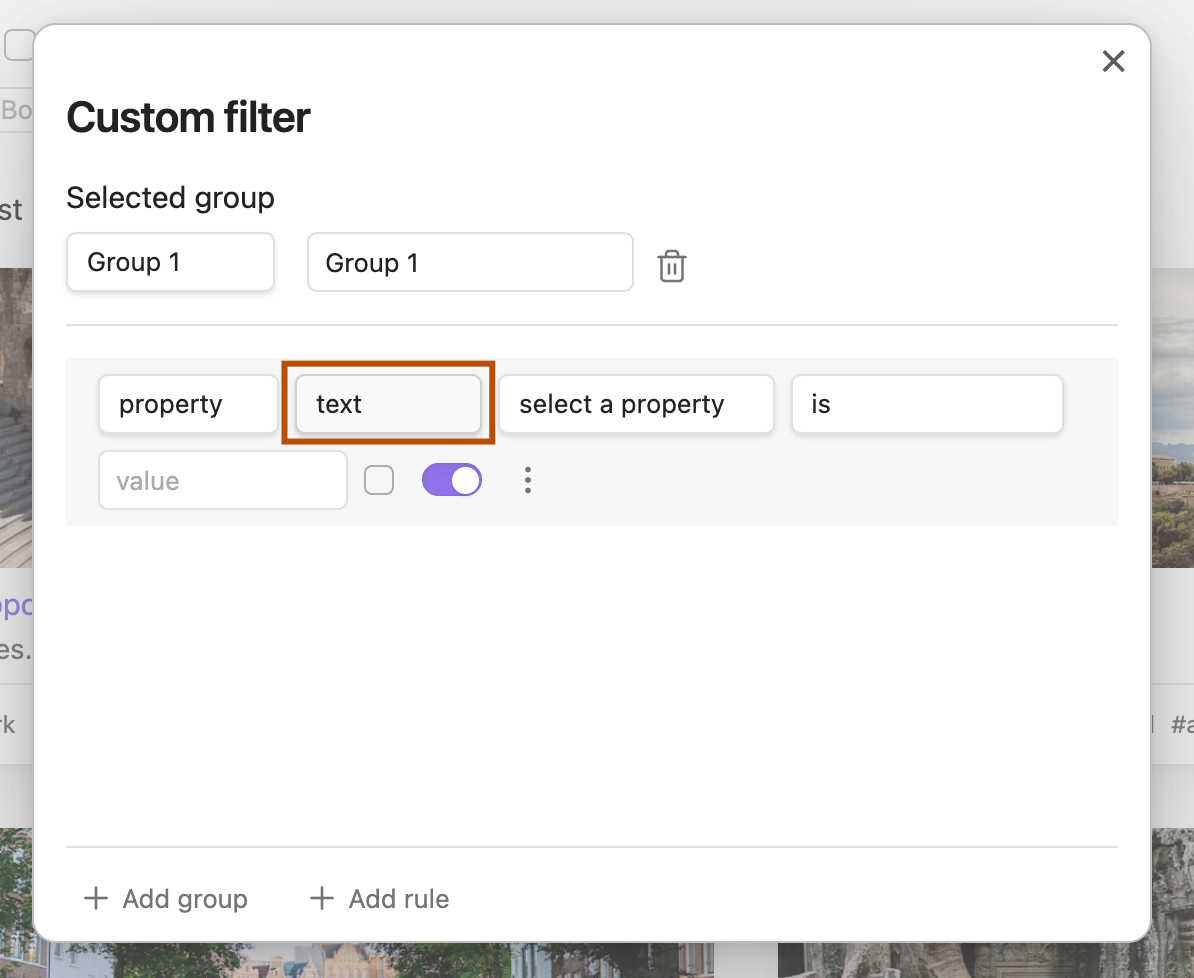 Custom filter
Bo
Selected group
st
Group 1 Group 1
property text select a property is
value
es.
rk
#a
Add group Add rule